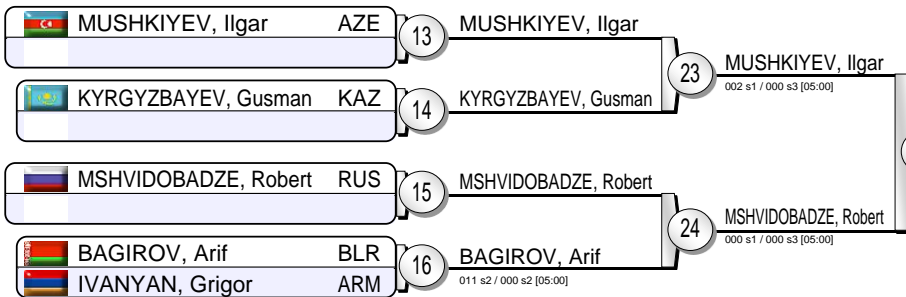 MUSHKIYEV, Ilgar AZE
13
MUSHKIYEV, Ilgar
KYRGYZBAYEV, Gusman KAZ
14
KYRGYZBAYEV, Gusman
23
MUSHKIYEV, Ilgar
002 s1 / 000 s3 [05:00]
MSHVIDOBADZE, Robert RUS
15
MSHVIDOBADZE, Robert
BAGIROV, Arif BLR
IVANYAN, Grigor ARM
16
BAGIROV, Arif
011 s2 / 000 s2 [05:00]
24
MSHVIDOBADZE, Robert
000 s1 / 000 s3 [05:00]